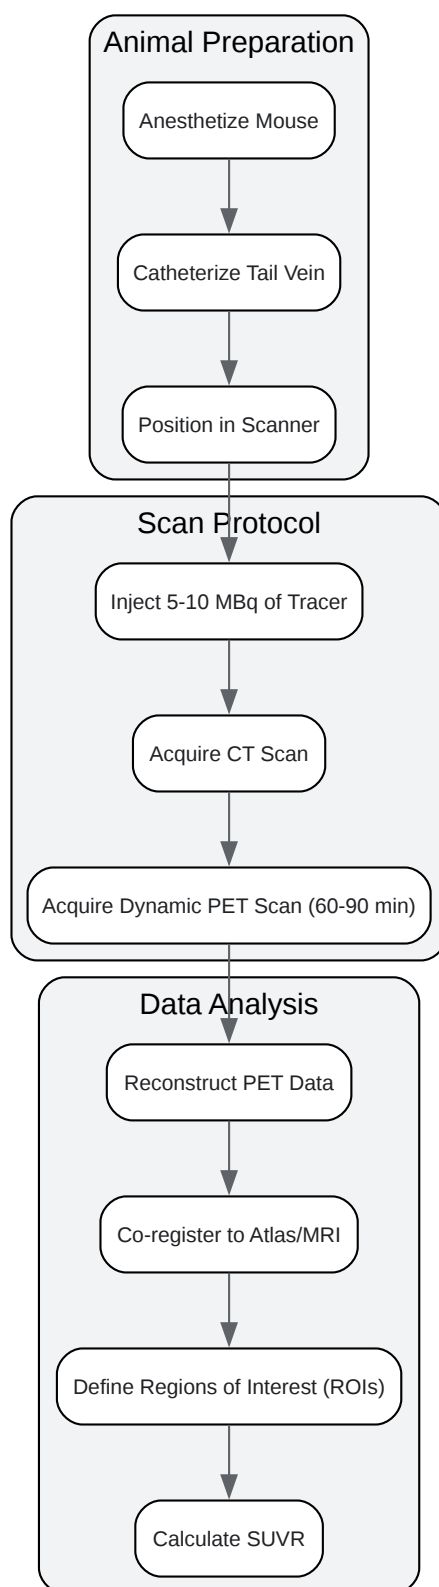 Animal Preparation
Anesthetize Mouse
Catheterize Tail Vein
Position in Scanner
Scan Protocol
Inject 5-10 MBq of Tracer
Acquire CT Scan
Acquire Dynamic PET Scan (60-90 min)
Data Analysis
Reconstruct PET Data
Co-register to Atlas/MRI
Define Regions of Interest (ROIs)
Calculate SUVR